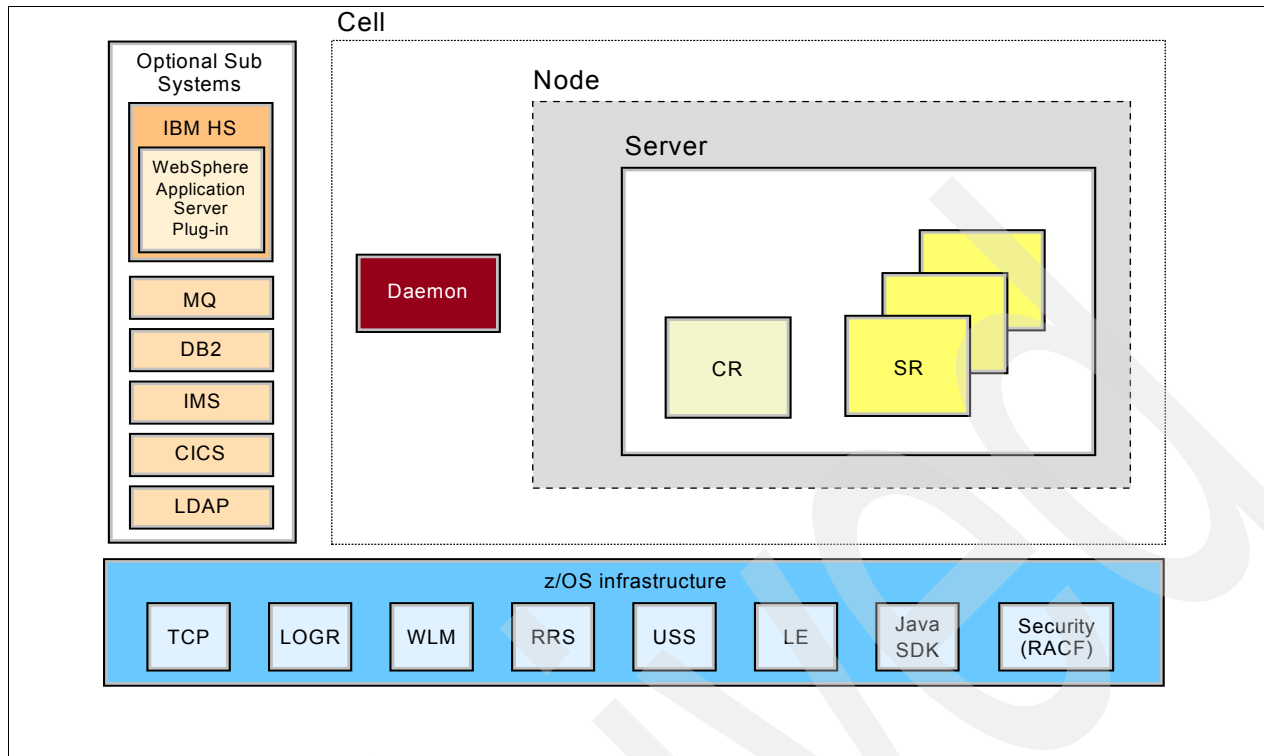 Cell
Optional Sub
Systems
IBM HS
WebSphere
Application
Server
Plug-in
MQ
DB2
IMS
CICS
LDAP
Node
Server
Daemon
CR
SR
z/OS infrastructure
TCP
LOGR
WLM
RRS
USS
LE
Java
SDK
Security
(RACF)